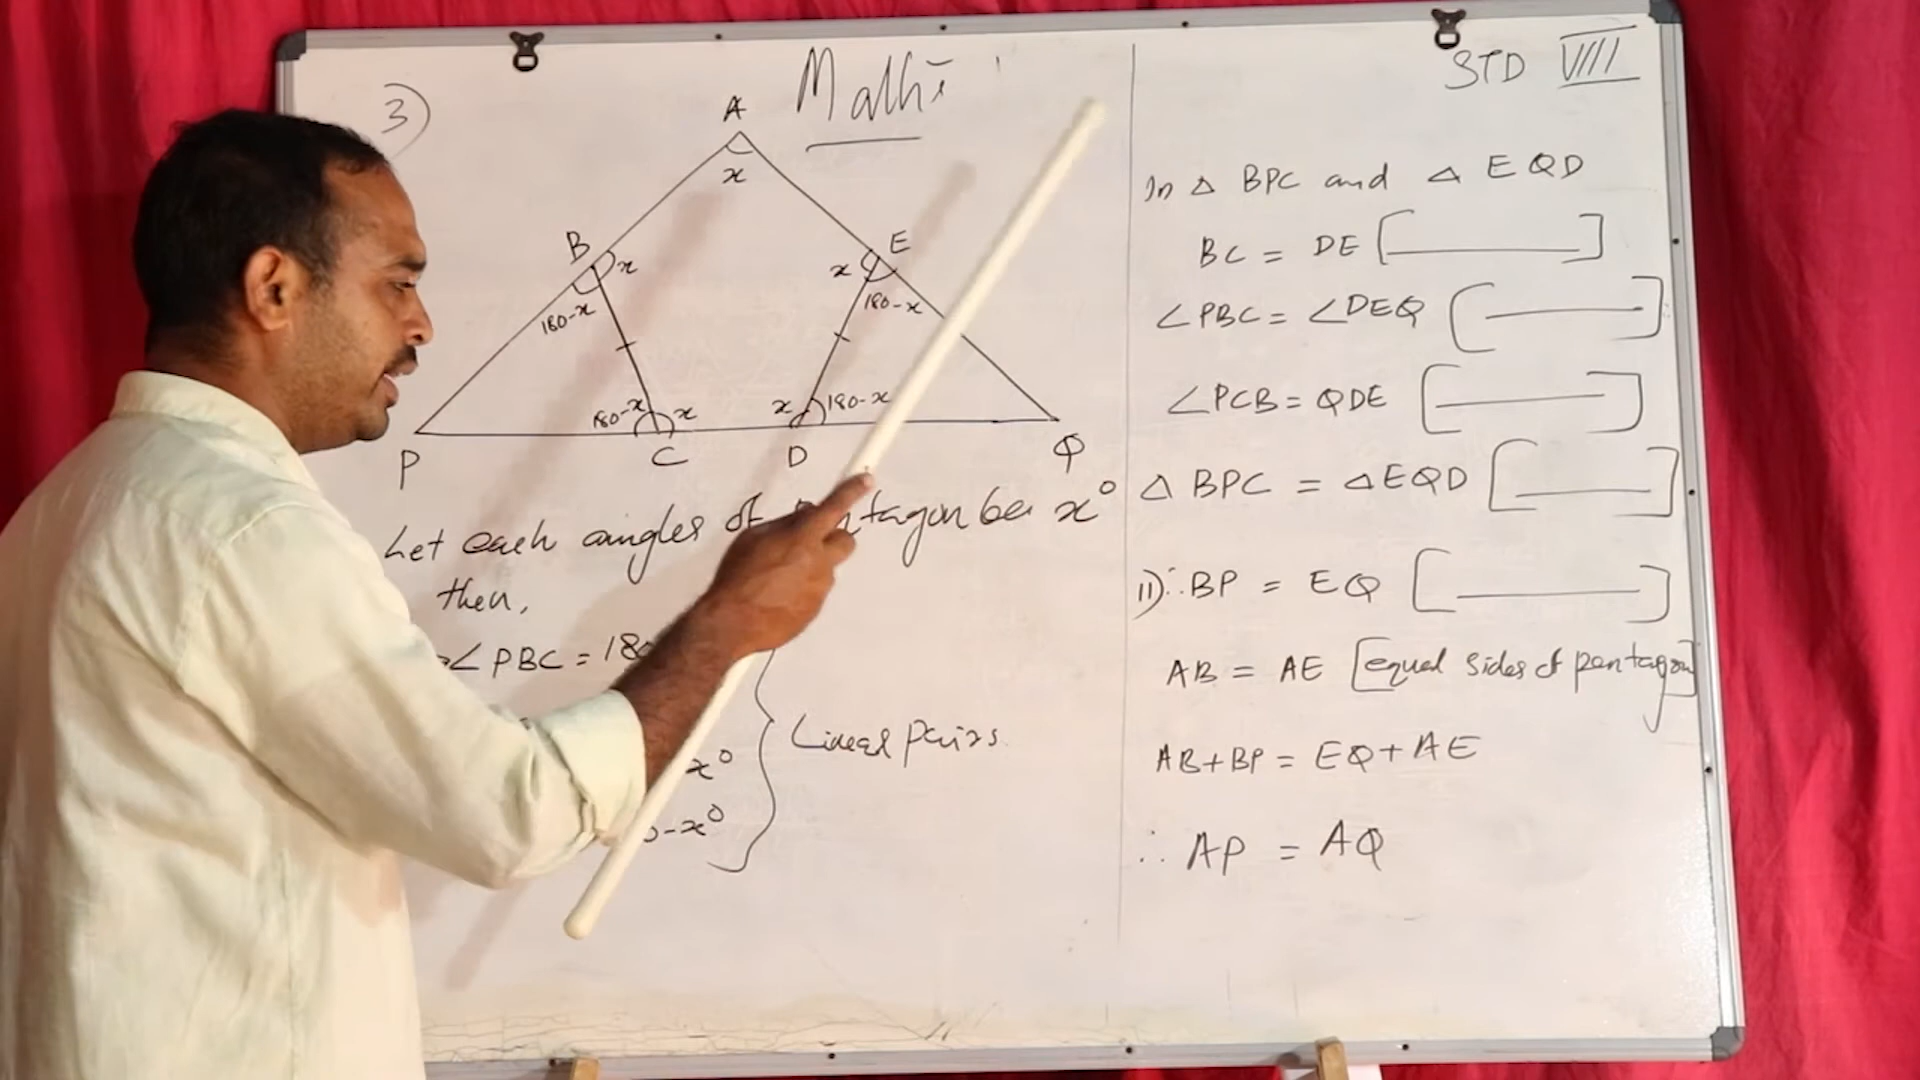 3)
Maths
STD VIII
A
x
B
x
180-x
E
x
180-x
180-x
x
x
180-x
P
C
D
Q
Let each angles of be x°
then,
∠PBC = 180
x°
-x°
Linear pairs
In △ BPC and △ EQD
BC = DE [ ]
∠PBC = ∠DEQ [ ]
∠PCB = QDE [ ]
△ BPC = △EQD [ ]
ii) ∴ BP = EQ [ ]
AB = AE [equal sides of pentagon]
AB+BP = EQ+AE
∴ AP = AQ